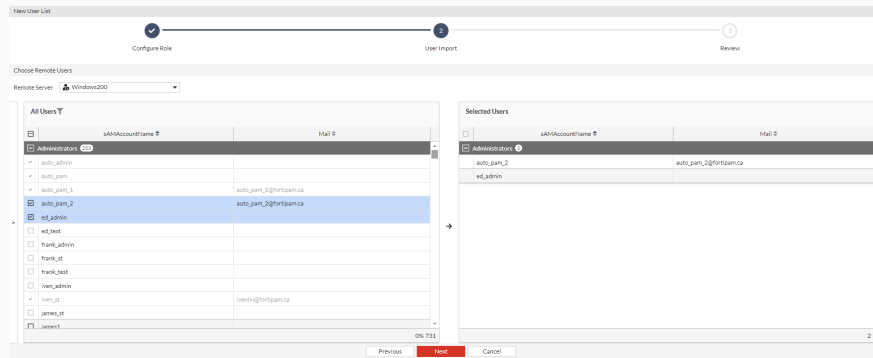 New User List
2
3
Configure Role
User Import
Review
Choose Remote Users
Remote Server
Windows200
All Users
Selected Users
sAMAccountName
Mail
sAMAccountName
Mail
Administrators
Administrators 2
auto_admin
auto_pam_2 auto_pam_2@fortipam.ca
auto_pam
ed_admin
auto_pam_1 auto_pam_1@fortipam.ca
auto_pam_2 auto_pam_2@fortipam.ca
ed_admin
ed_test
frank_admin
frank_st
frank_test
iven_admin
iven_st ivenlin@fortipam.ca
james_st
james1
0% 731
2
Previous
Next
Cancel